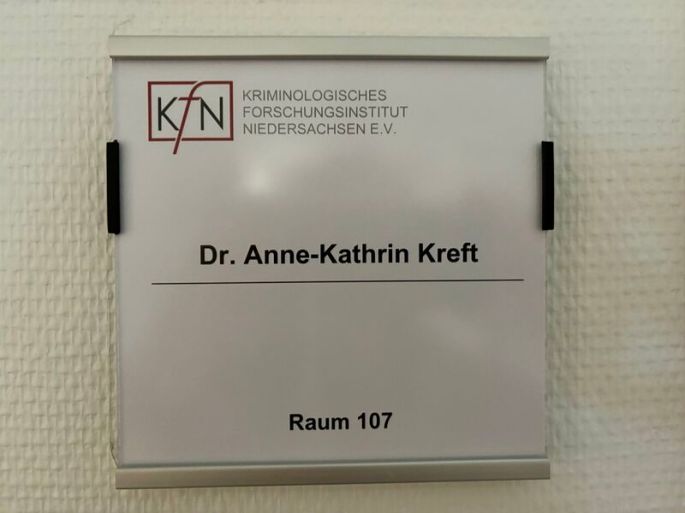 KfN
KRIMINOLOGISCHES
FORSCHUNGSINSTITUT
NIEDERSACHSEN E.V.
Dr. Anne-Kathrin Kreft
Raum 107